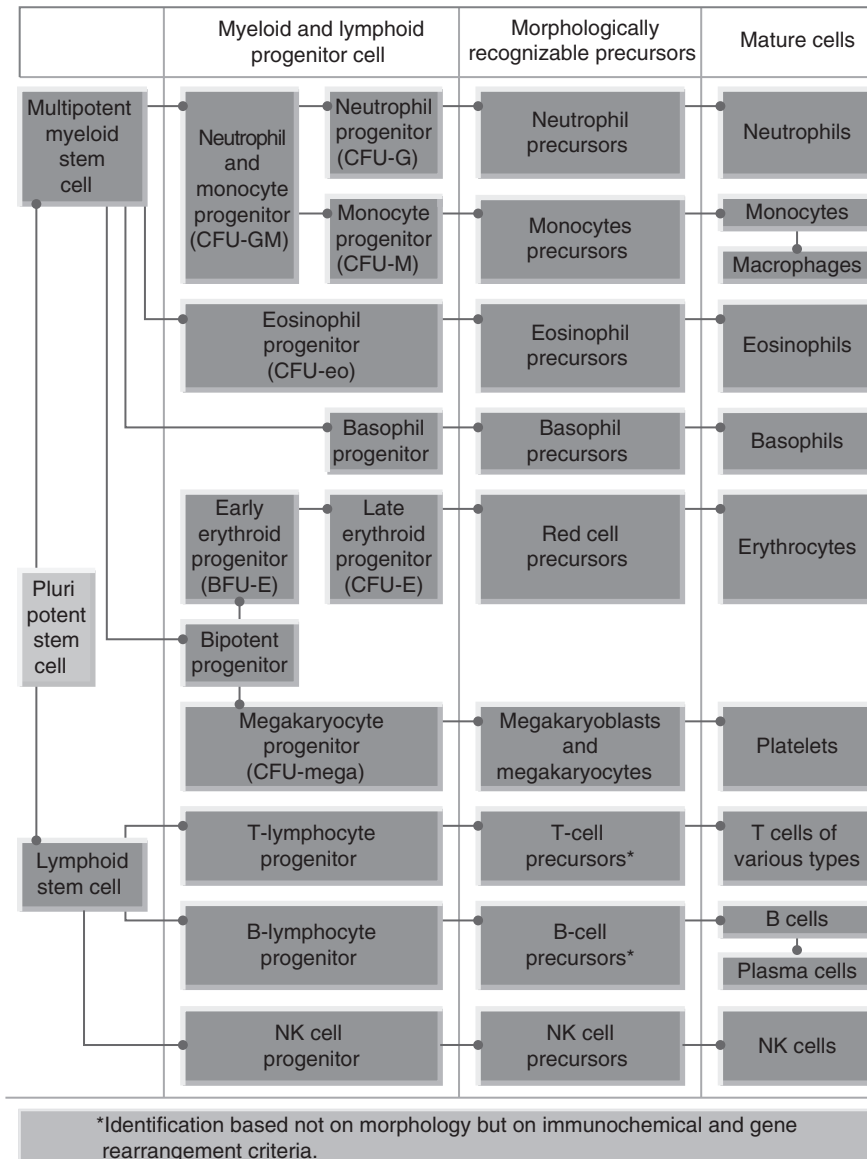 Myeloid and lymphoid
progenitor cell
Morphologically
recognizable precursors
Mature cells
Multipotent
myeloid
stem
cell
Neutrophil
and
monocyte
progenitor
(CFU-GM)
Neutrophil
progenitor
(CFU-G)
Neutrophil
precursors
Neutrophils
Monocyte
progenitor
(CFU-M)
Monocytes
precursors
Monocytes
Macrophages
Eosinophil
progenitor
(CFU-eo)
Eosinophil
precursors
Eosinophils
Basophil
progenitor
Basophil
precursors
Basophils
Early
erythroid
progenitor
(BFU-E)
Late
erythroid
progenitor
(CFU-E)
Red cell
precursors
Erythrocytes
Pluri
potent
stem
cell
Bipotent
progenitor
Megakaryocyte
progenitor
(CFU-mega)
Megakaryoblasts
and
megakaryocytes
Platelets
Lymphoid
stem cell
T-lymphocyte
progenitor
T-cell
precursors*
T cells of
various types
B-lymphocyte
progenitor
B-cell
precursors*
B cells
Plasma cells
NK cell
progenitor
NK cell
precursors
NK cells
*Identification based not on morphology but on immunochemical and gene
rearrangement criteria.